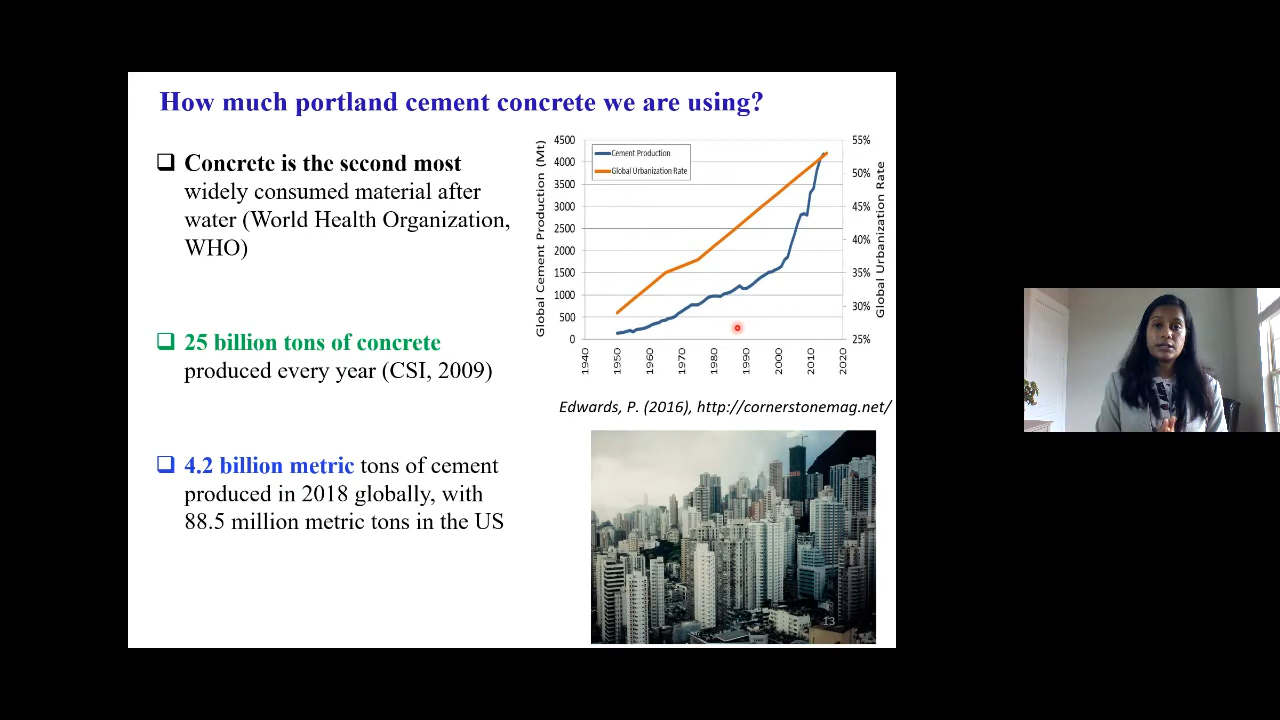 How much portland cement concrete we are using?
Concrete is the second most
widely consumed material after
water (World Health Organization,
WHO)
25 billion tons of concrete
produced every year (CSI, 2009)
4.2 billion metric tons of cement
produced in 2018 globally, with
88.5 million metric tons in the US
Global Cement Production (Mt)
4500
4000
3500
3000
2500
2000
1500
1000
500
0
Cement Production
Global Urbanization Rate
55%
50%
45%
40%
35%
30%
25%
Global Urbanization Rate
1940
1950
1960
1970
1980
1990
2000
2010
2020
Edwards, P. (2016), http://cornerstonemag.net/
13